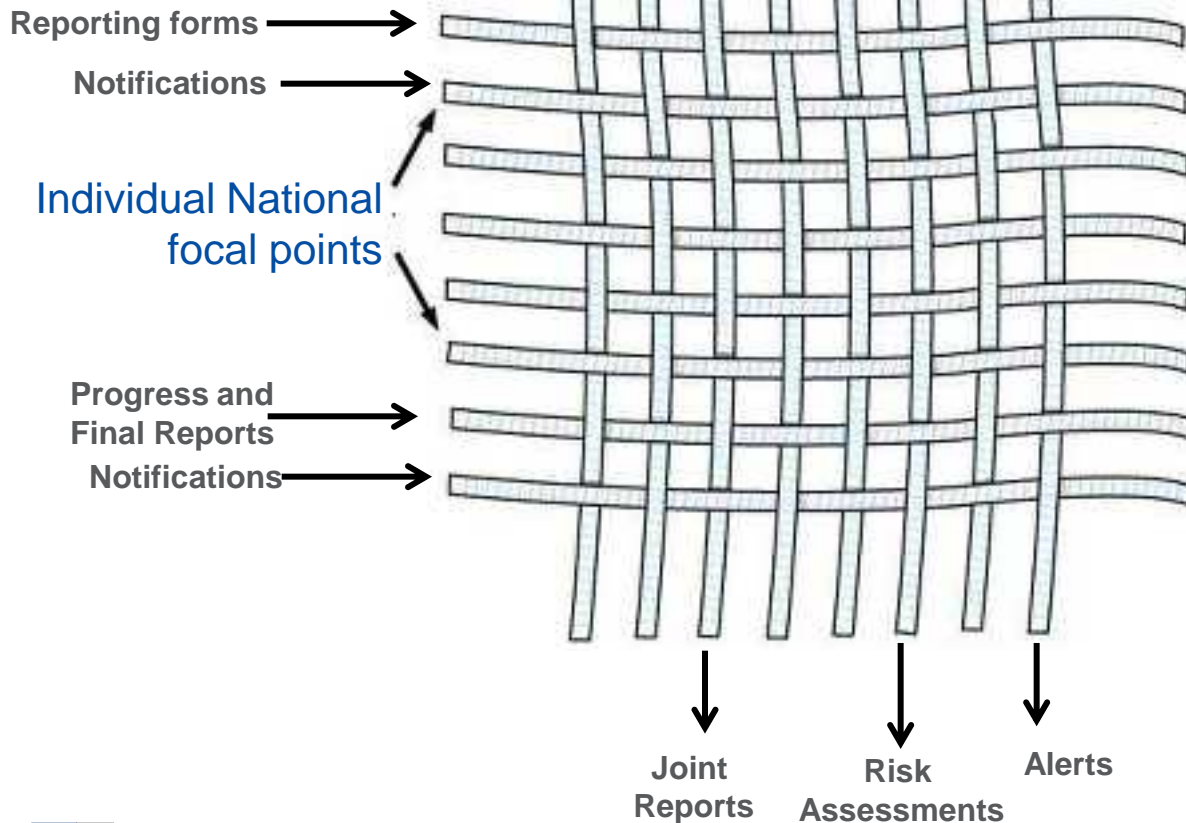 Reporting forms
Notifications
Individual National
focal points
Progress and
Final Reports
Notifications
Joint
Reports
Risk
Assessments
Alerts